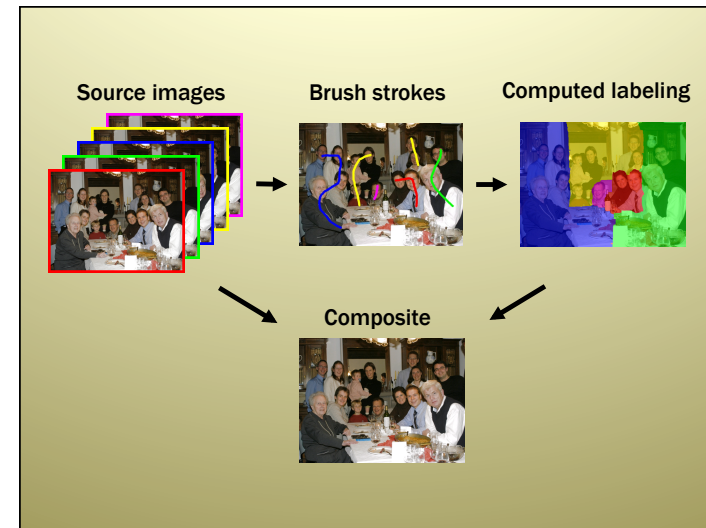 Source images
Brush strokes
Computed labeling
Composite